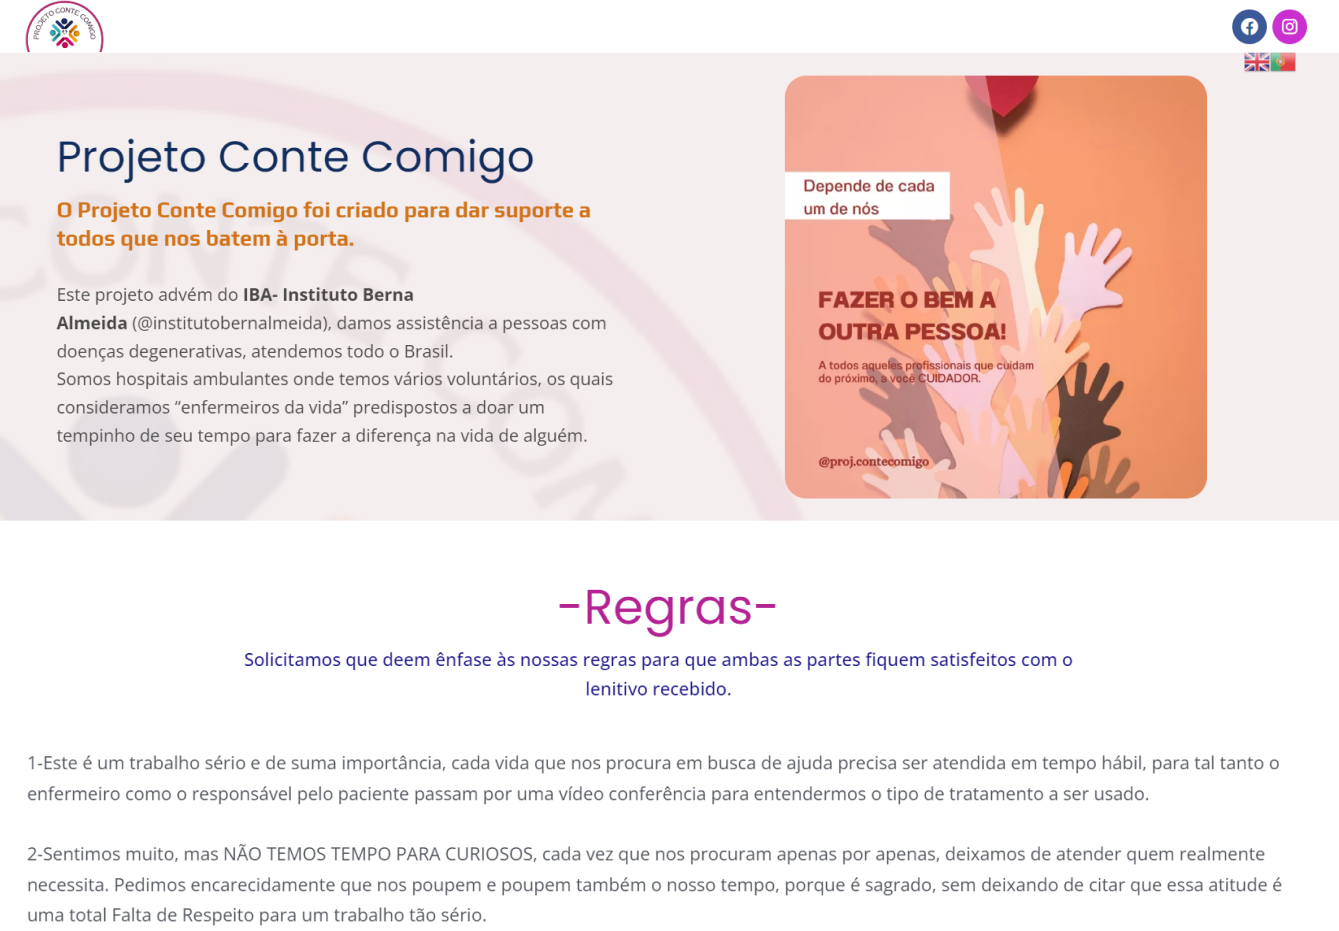 PROJETO CONTE COMIGO
Projeto Conte Comigo
O Projeto Conte Comigo foi criado para dar suporte a
todos que nos batem à porta.
Este projeto advém do IBA- Instituto Berna
Almeida (@institutobernalmeida), damos assistência a pessoas com
doenças degenerativas, atendemos todo o Brasil.
Somos hospitais ambulantes onde temos vários voluntários, os quais
consideramos “enfermeiros da vida” predispostos a doar um
tempinho de seu tempo para fazer a diferença na vida de alguém.
Depende de cada
um de nós
FAZER O BEM A
OUTRA PESSOA!
A todos aqueles profissionais que cuidam
do próximo, a você CUIDADOR.
@proj.contecomigo
-Regras-
Solicitamos que deem ênfase às nossas regras para que ambas as partes fiquem satisfeitos com o
lenitivo recebido.
1-Este é um trabalho sério e de suma importância, cada vida que nos procura em busca de ajuda precisa ser atendida em tempo hábil, para tal tanto o
enfermeiro como o responsável pelo paciente passam por uma vídeo conferência para entendermos o tipo de tratamento a ser usado.
2-Sentimos muito, mas NÃO TEMOS TEMPO PARA CURIOSOS, cada vez que nos procuram apenas por apenas, deixamos de atender quem realmente
necessita. Pedimos encarecidamente que nos poupem e poupem também o nosso tempo, porque é sagrado, sem deixando de citar que essa atitude é
uma total Falta de Respeito para um trabalho tão sério.